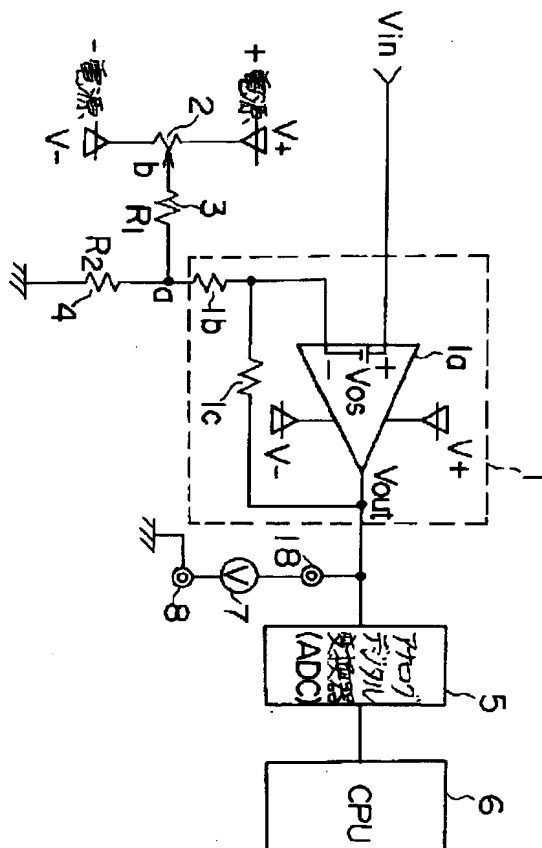 Vin
+電源
V+
2
-電源
V-
b
3
R1
a
R2
4
1b
1c
1a
+
-
Vos
V+
V-
Vout
1
18
V
7
8
アナログ
デジタル
変換器
(ADC)
5
CPU
6